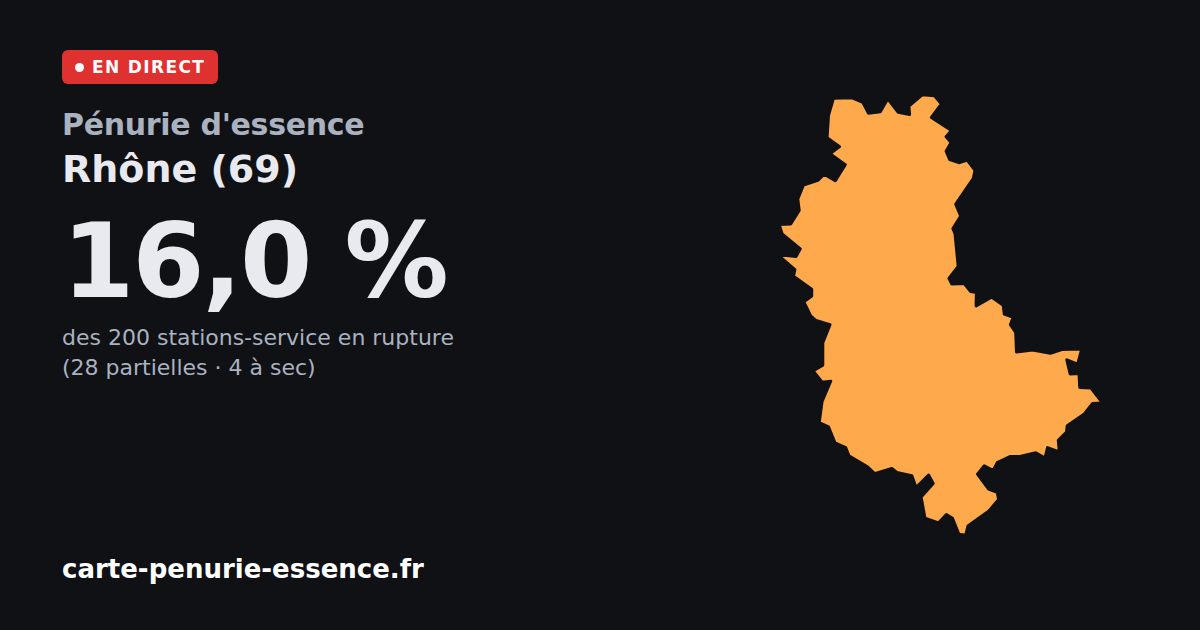 EN DIRECT
Pénurie d'essence
Rhône (69)
16,0 %
des 200 stations-service en rupture
(28 partielles · 4 à sec)
carte-penurie-essence.fr